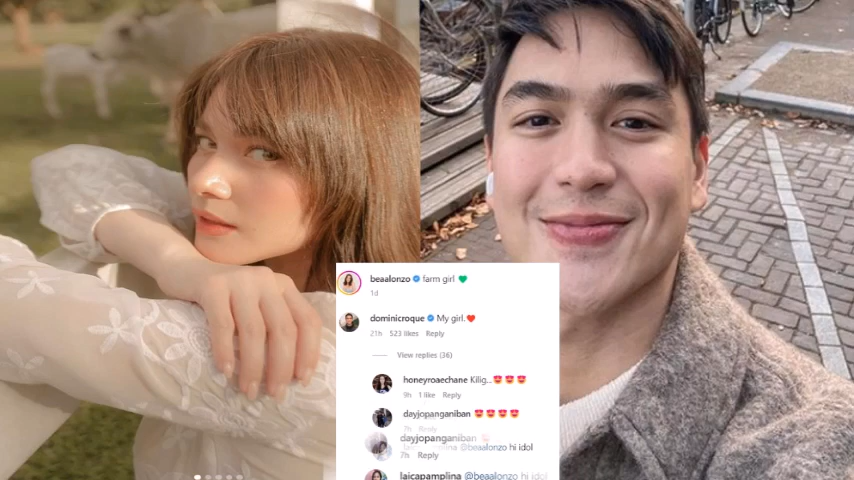 beaalonzo farm girl 💚
1d
dominicroque My girl.❤️
21h 523 likes Reply
View replies (36)
honeyroaechane Kilig...😍😍😍
9h 1 like Reply
dayjopanganiban 😍😍😍😍
7h Reply
dayjopanganiban
@beaalonzo hi idol
7h Reply
laicapamplina @beaalonzo hi idol